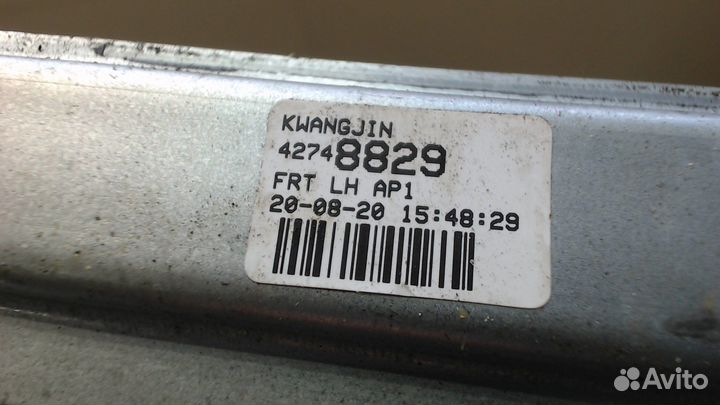 KWANGJIN
42748829
FRT LH AP1
20-08-20 15:48:29
Avito